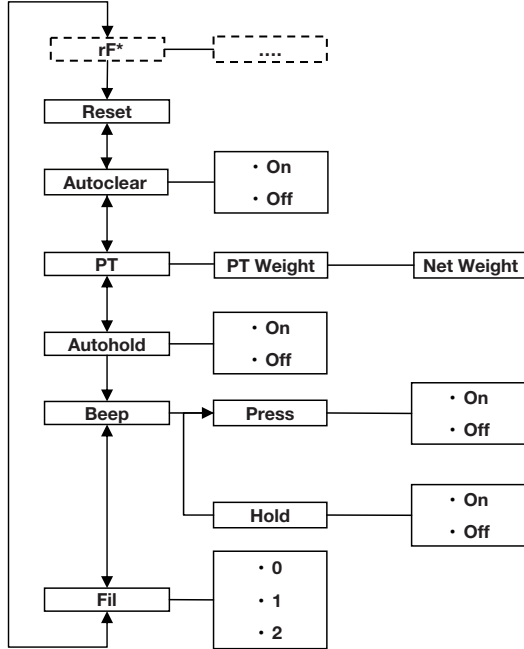 rF*
....
Reset
Autoclear
· On
· Off
PT
PT Weight
Net Weight
Autohold
· On
· Off
Beep
Press
· On
· Off
Hold
· On
· Off
Fil
· 0
· 1
· 2